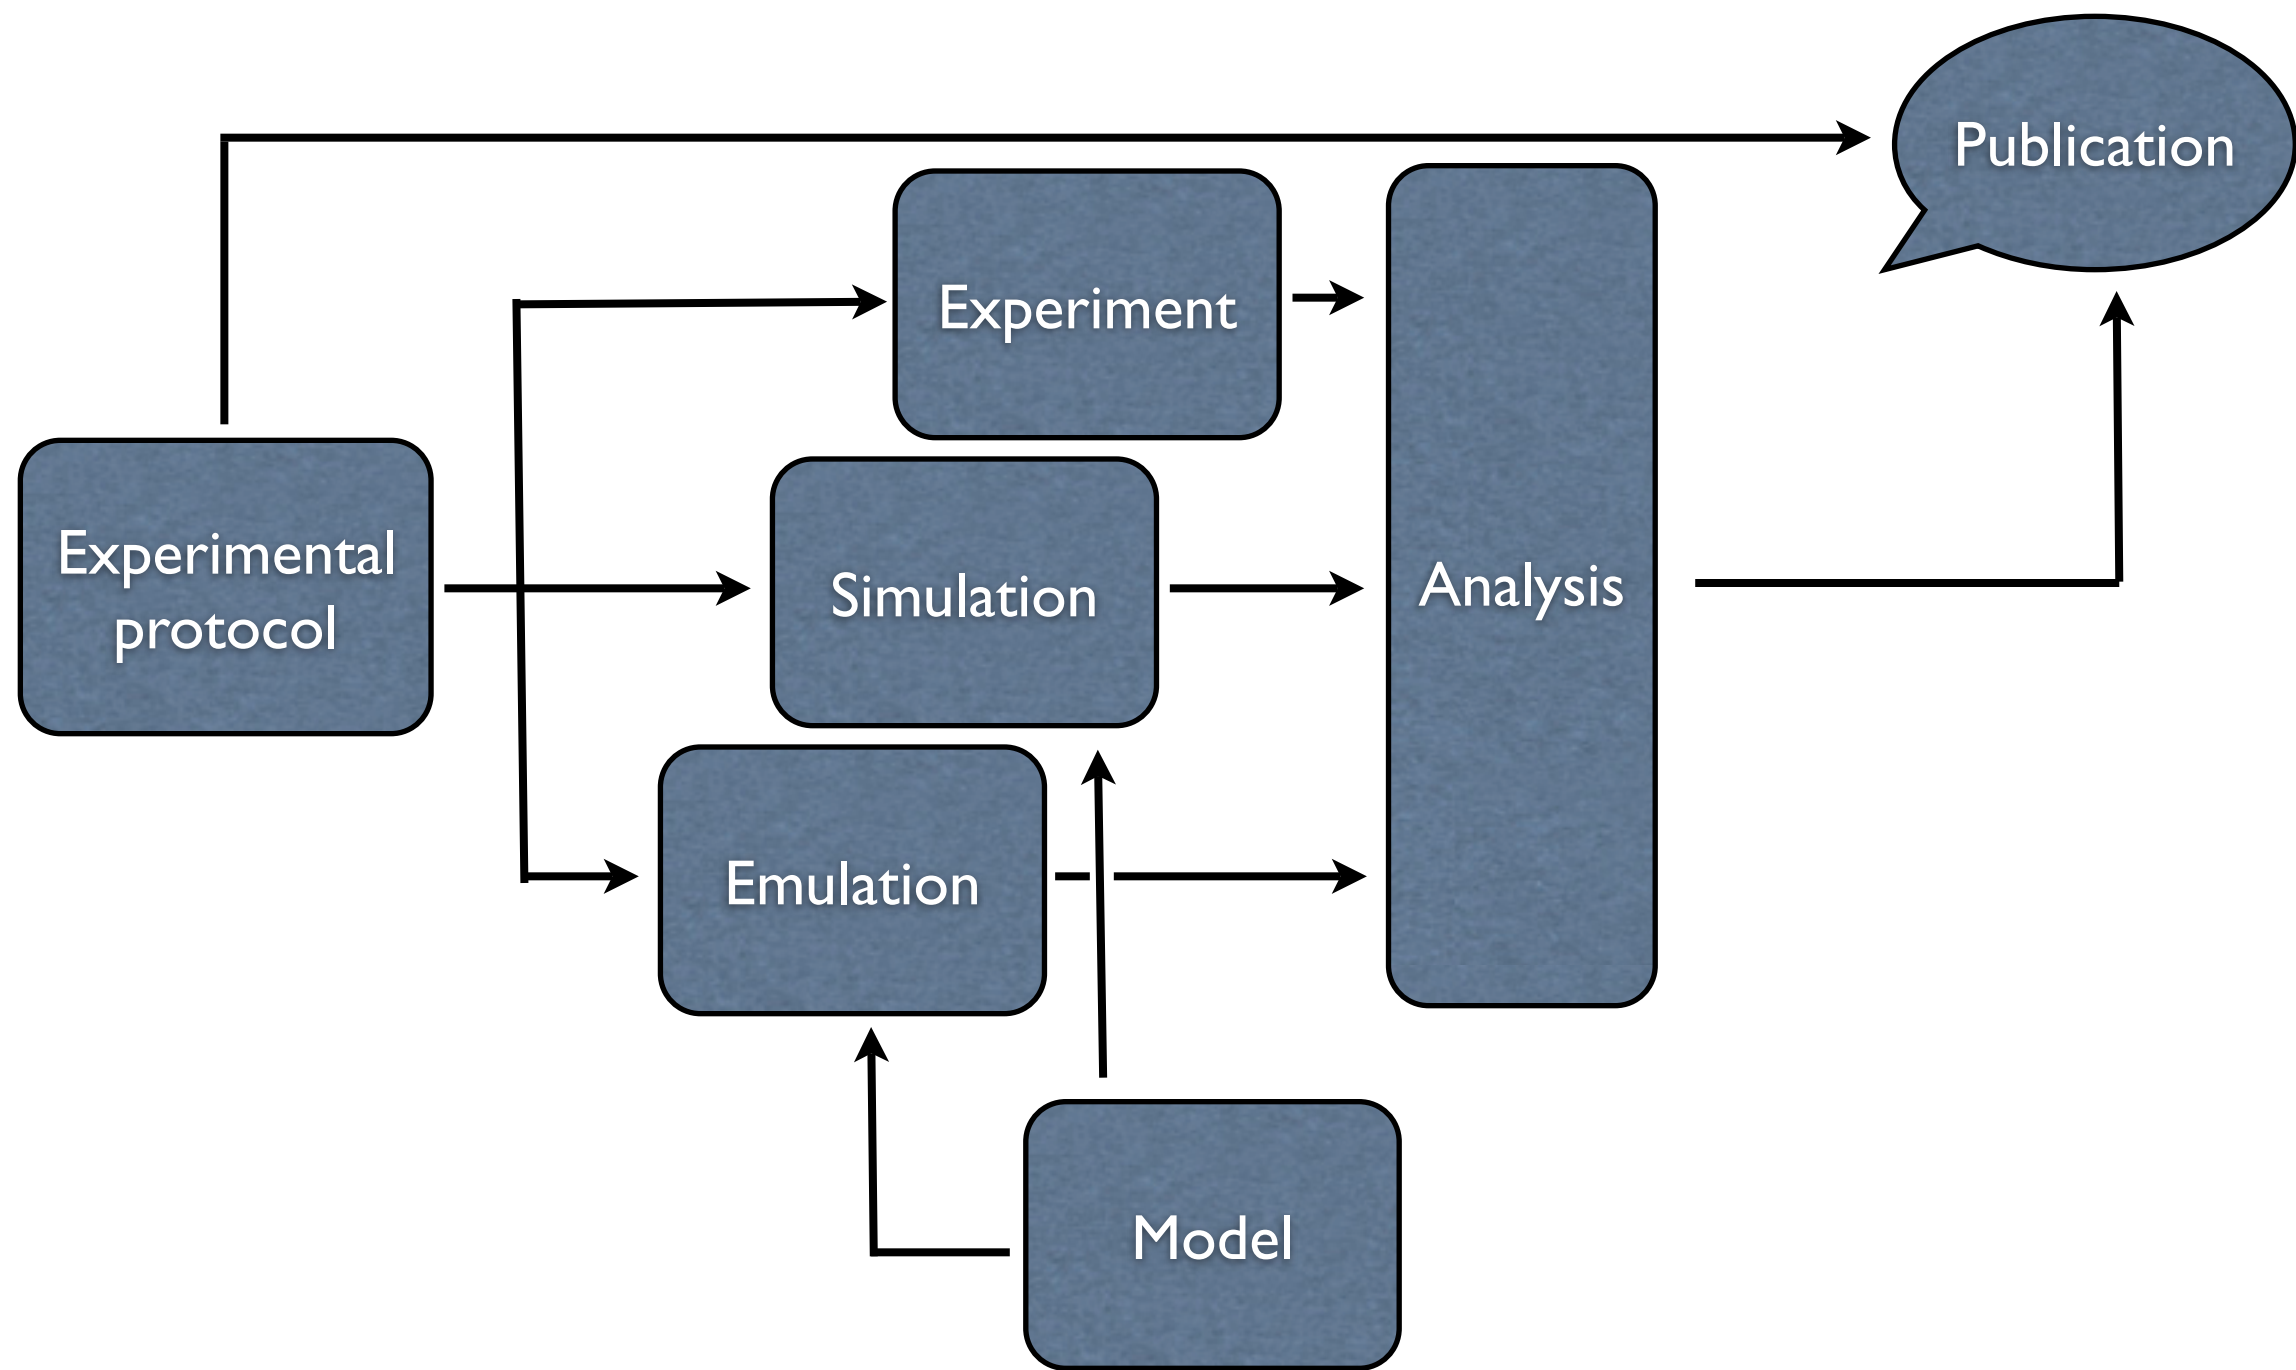 Publication
Experiment
Experimental
protocol
Simulation
Analysis
Emulation
Model